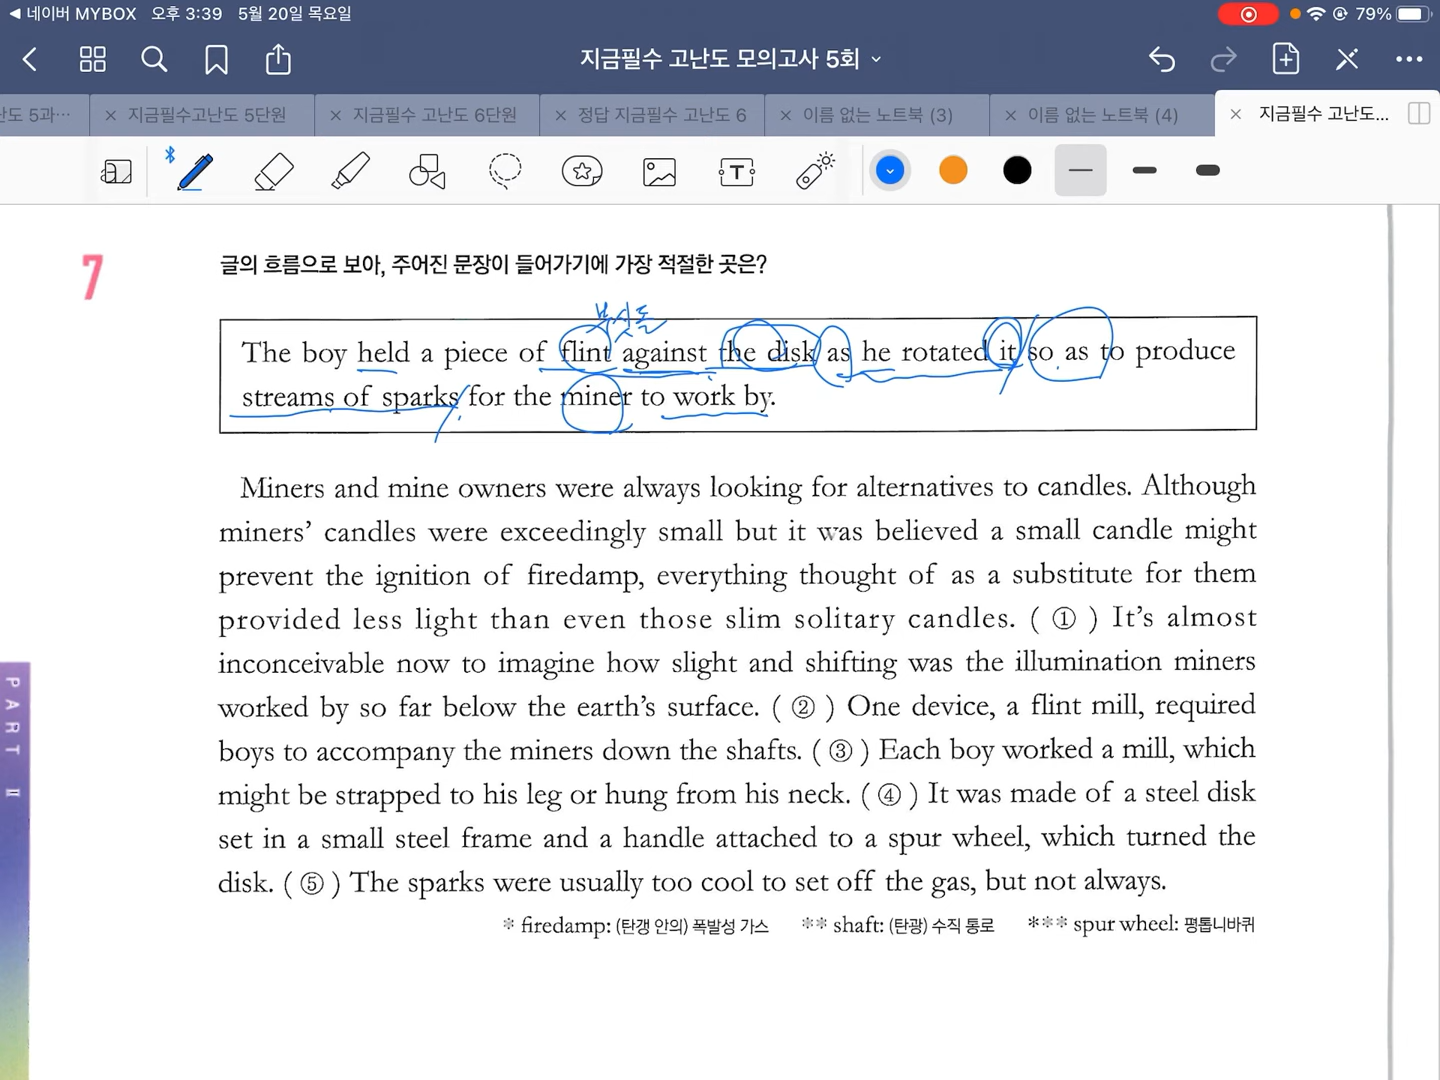 네이버 MYBOX 오후 3:39 5월 20일 목요일 79%
지금필수 고난도 모의고사 5회
난도 5과… × 지금필수고난도 5단원 × 지금필수 고난도 6단원 × 정답 지금필수 고난도 6 × 이름 없는 노트북 (3) × 이름 없는 노트북 (4) × 지금필수 고난도...
7
글의 흐름으로 보아, 주어진 문장이 들어가기에 가장 적절한 곳은?
부싯돌
The boy held a piece of flint against the disk as he rotated it so as to produce
streams of sparks for the miner to work by.
Miners and mine owners were always looking for alternatives to candles. Although
miners' candles were exceedingly small but it was believed a small candle might
prevent the ignition of firedamp, everything thought of as a substitute for them
provided less light than even those slim solitary candles. ( ① ) It's almost
inconceivable now to imagine how slight and shifting was the illumination miners
worked by so far below the earth's surface. ( ② ) One device, a flint mill, required
boys to accompany the miners down the shafts. ( ③ ) Each boy worked a mill, which
might be strapped to his leg or hung from his neck. ( ④ ) It was made of a steel disk
set in a small steel frame and a handle attached to a spur wheel, which turned the
disk. ( ⑤ ) The sparks were usually too cool to set off the gas, but not always.
* firedamp: (탄갱 안의) 폭발성 가스 ** shaft: (탄광) 수직 통로 *** spur wheel: 평톱니바퀴
PART II